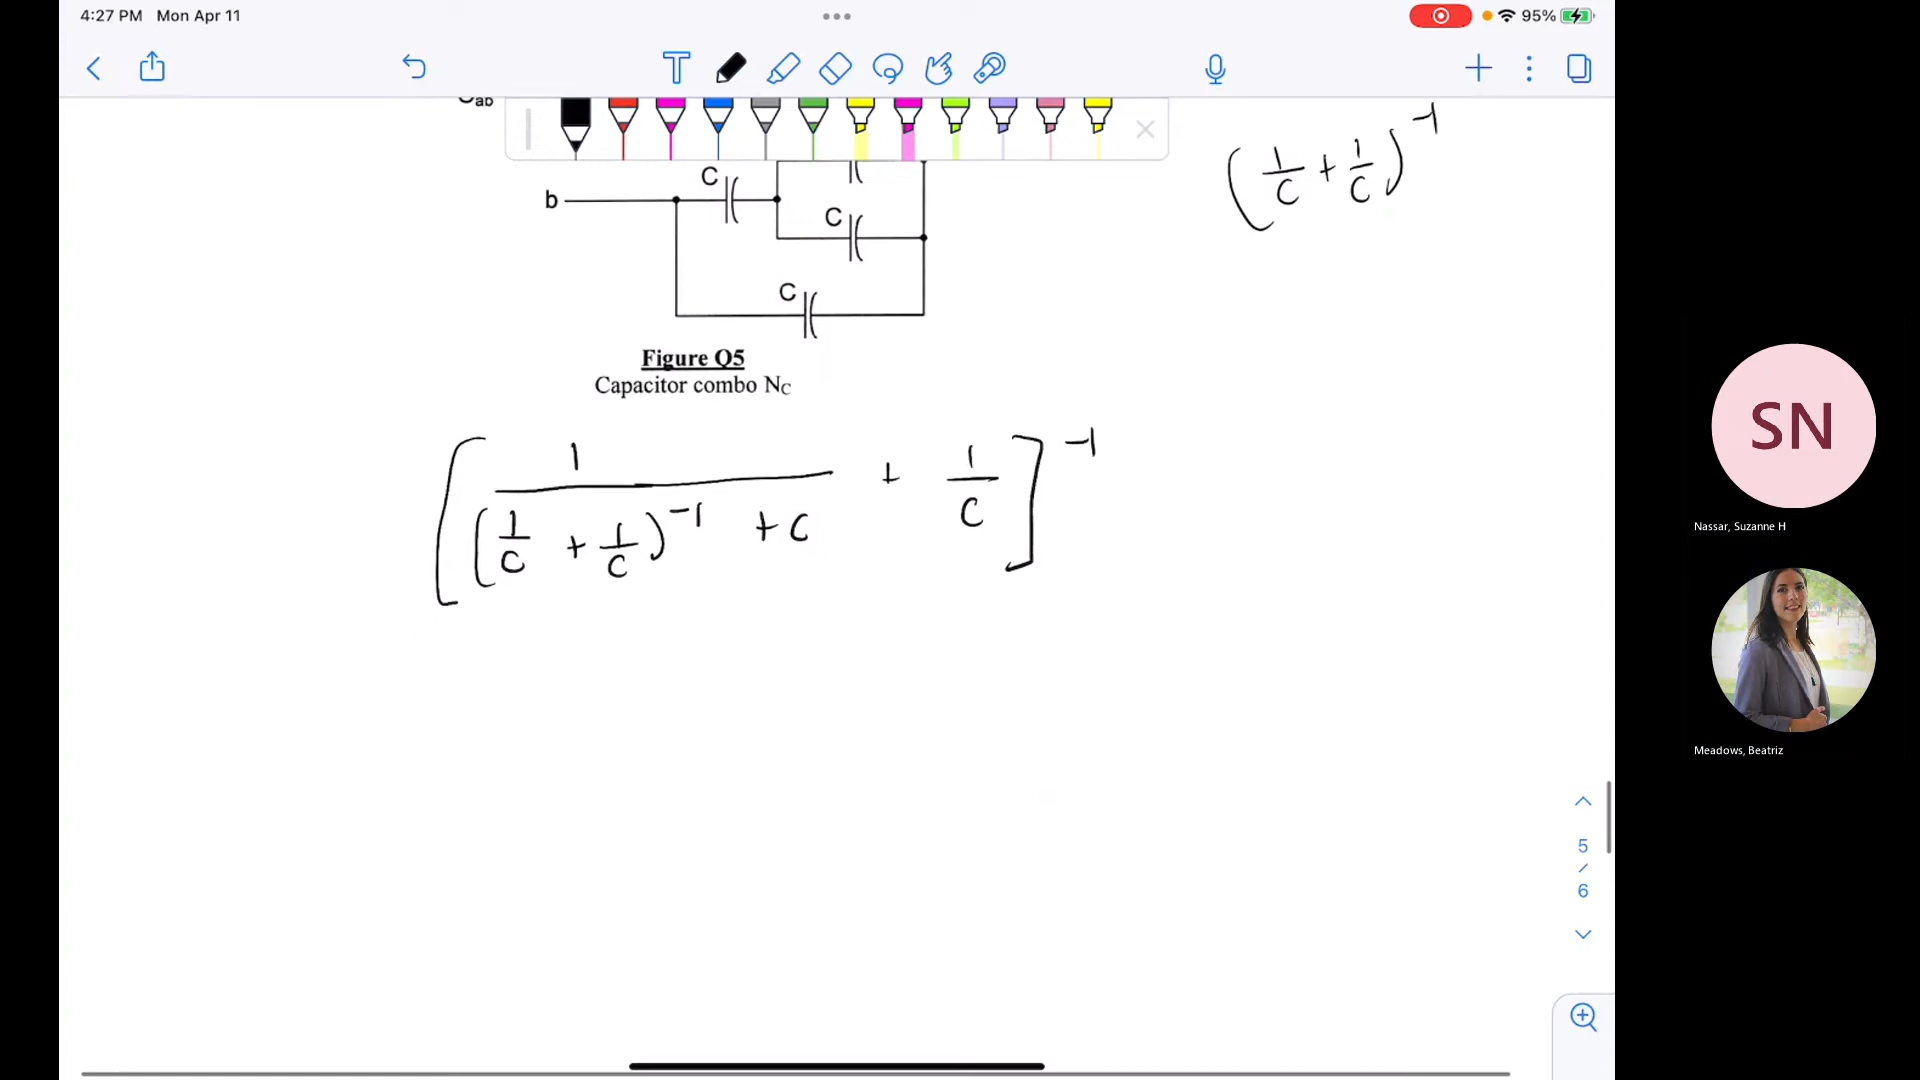 4:27 PM Mon Apr 11
95%
T
Cab
(1/C + 1/C)^-1
C
b
C
C
Figure Q5
Capacitor combo NC
[1/((1/C + 1/C)^-1 + C) + 1/C]^-1
SN
Nassar, Suzanne H
Meadows, Beatriz
5
/
6